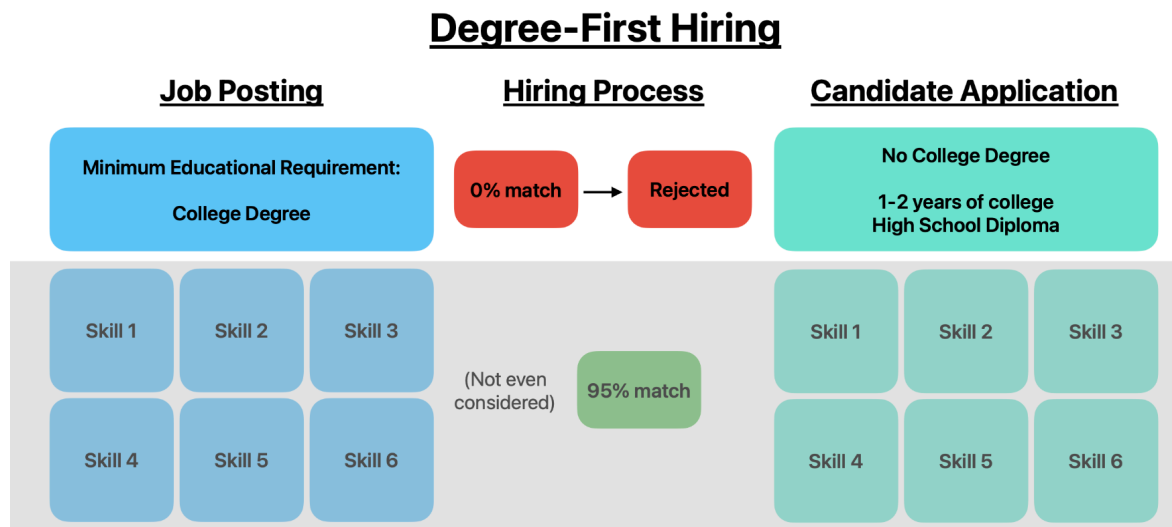 Degree-First Hiring
Job Posting
Hiring Process
Candidate Application
Minimum Educational Requirement:
College Degree
0% match
Rejected
No College Degree
1-2 years of college
High School Diploma
Skill 1
Skill 2
Skill 3
Skill 4
Skill 5
Skill 6
(Not even
considered)
95% match
Skill 1
Skill 2
Skill 3
Skill 4
Skill 5
Skill 6